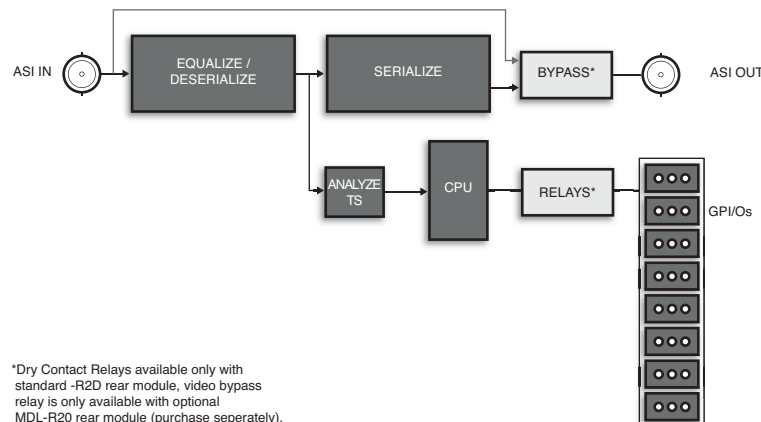 ASI IN
EQUALIZE /
DESERIALIZE
SERIALIZE
BYPASS*
ASI OUT
ANALYZE
TS
CPU
RELAYS*
GPI/Os
*Dry Contact Relays available only with
standard -R2D rear module, video bypass
relay is only available with optional
MDL-R20 rear module (purchase seperately).